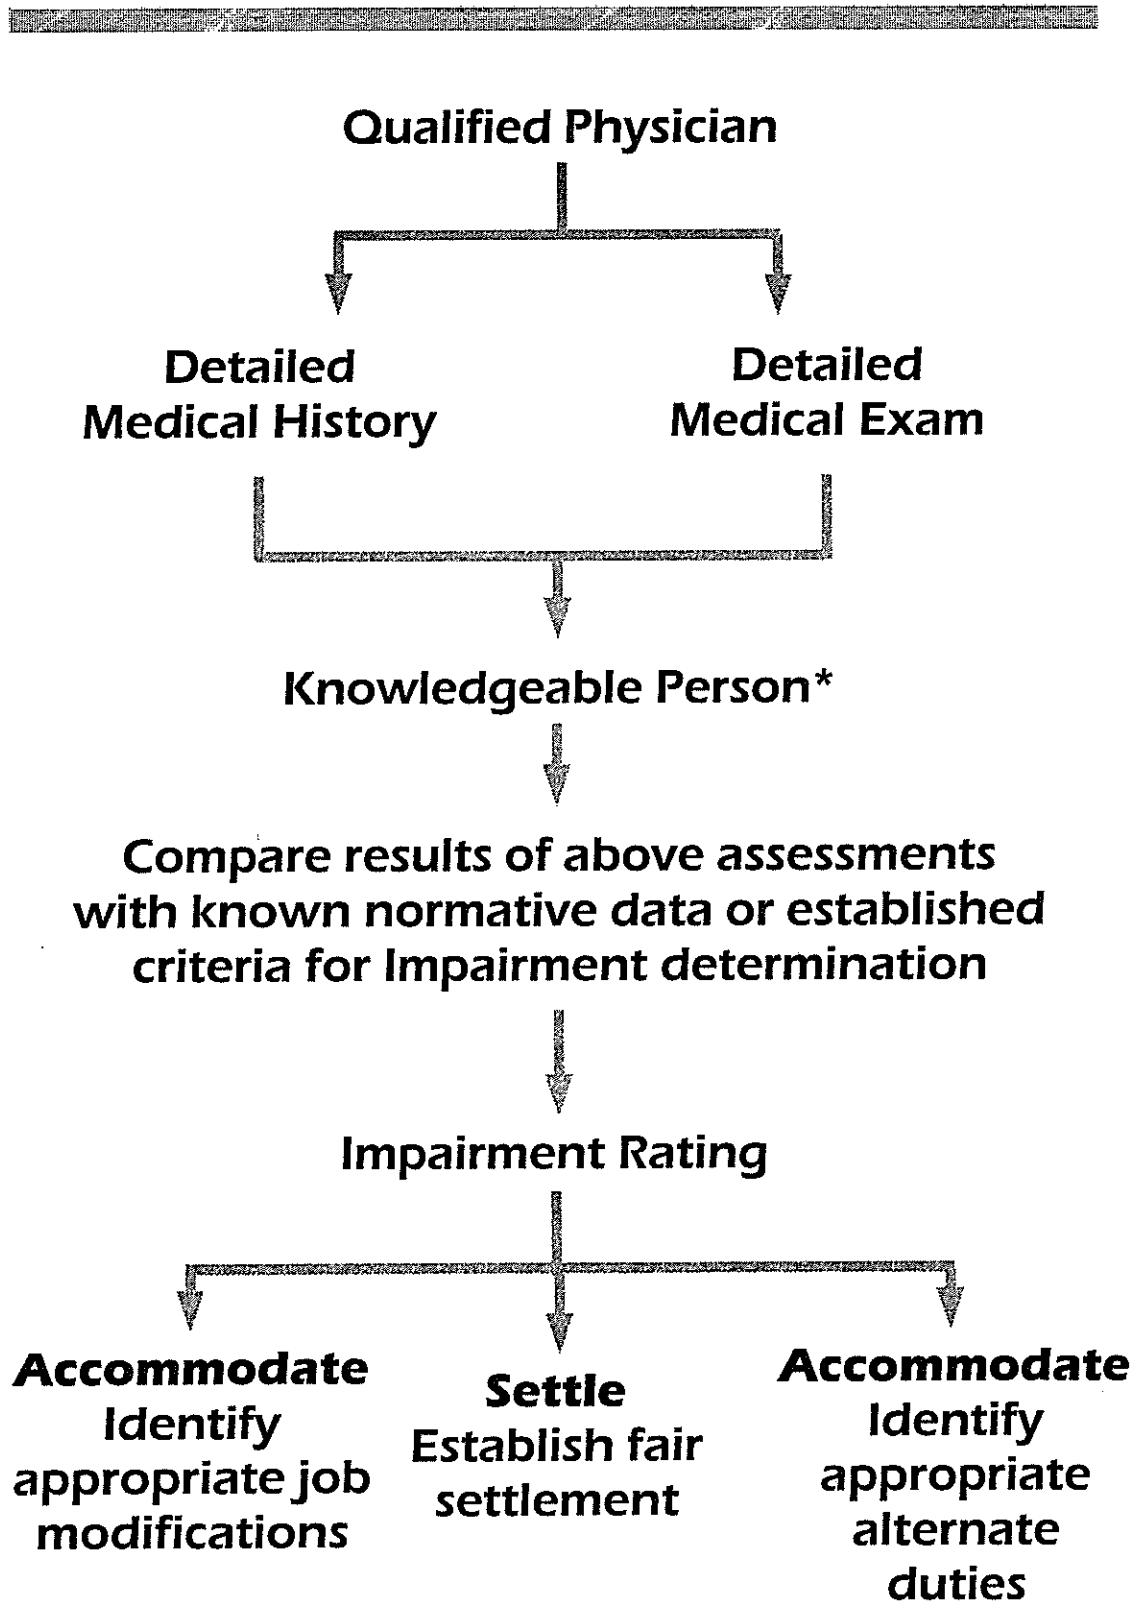 Qualified Physician
Detailed
Medical History
Detailed
Medical Exam
Knowledgeable Person*
Compare results of above assessments
with known normative data or established
criteria for Impairment determination
Impairment Rating
Accommodate
Identify
appropriate job
modifications
Settle
Establish fair
settlement
Accommodate
Identify
appropriate
alternate
duties